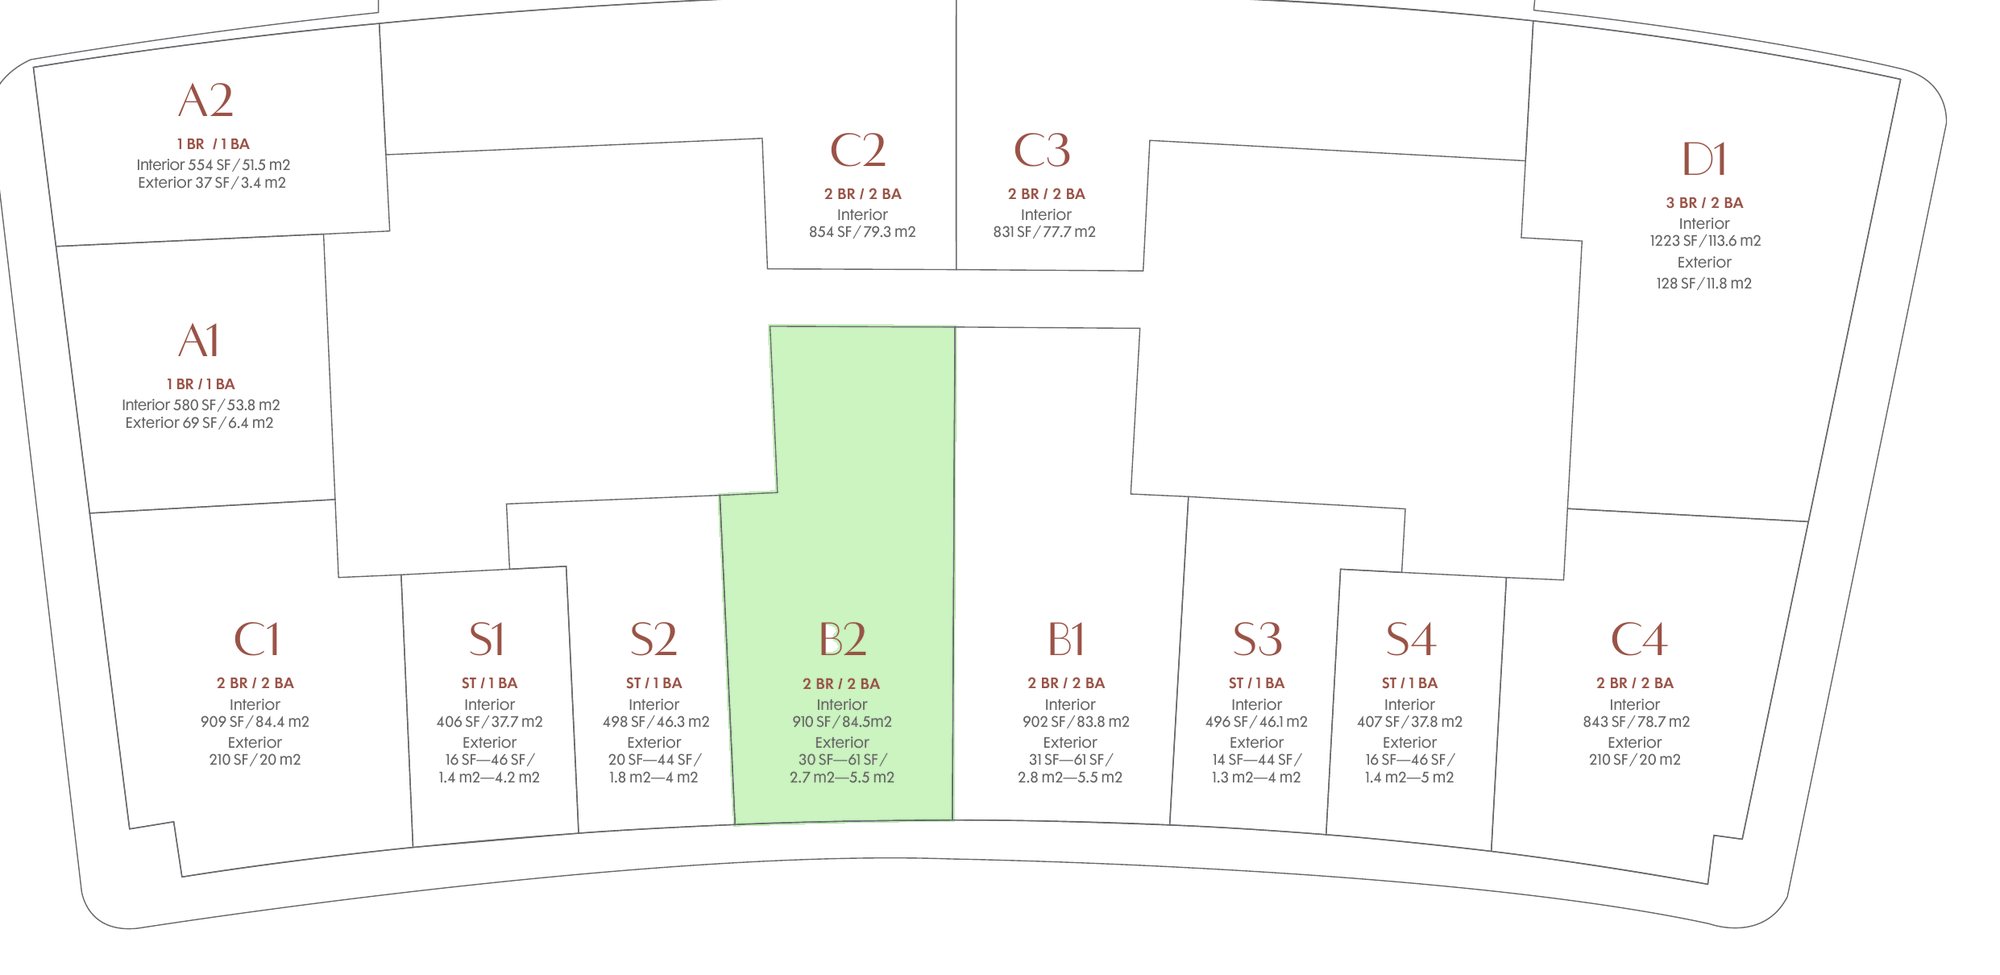 A2
1 BR / 1 BA
Interior 554 SF/51.5 m2
Exterior 37 SF/3.4 m2
C2
2 BR / 2 BA
Interior
854 SF/79.3 m2
C3
2 BR / 2 BA
Interior
831 SF/77.7 m2
D1
3 BR / 2 BA
Interior
1223 SF/113.6 m2
Exterior
128 SF/11.8 m2
A1
1 BR / 1 BA
Interior 580 SF/53.8 m2
Exterior 69 SF/6.4 m2
C1
2 BR / 2 BA
Interior
909 SF/84.4 m2
Exterior
210 SF/20 m2
S1
ST / 1 BA
Interior
406 SF/37.7 m2
Exterior
16 SF—46 SF/
1.4 m2—4.2 m2
S2
ST / 1 BA
Interior
498 SF/46.3 m2
Exterior
20 SF—44 SF/
1.8 m2—4 m2
B2
2 BR / 2 BA
Interior
910 SF/84.5m2
Exterior
30 SF—61 SF/
2.7 m2—5.5 m2
B1
2 BR / 2 BA
Interior
902 SF/83.8 m2
Exterior
31 SF—61 SF/
2.8 m2—5.5 m2
S3
ST / 1 BA
Interior
496 SF/46.1 m2
Exterior
14 SF—44 SF/
1.3 m2—4 m2
S4
ST / 1 BA
Interior
407 SF/37.8 m2
Exterior
16 SF—46 SF/
1.4 m2—5 m2
C4
2 BR / 2 BA
Interior
843 SF/78.7 m2
Exterior
210 SF/20 m2